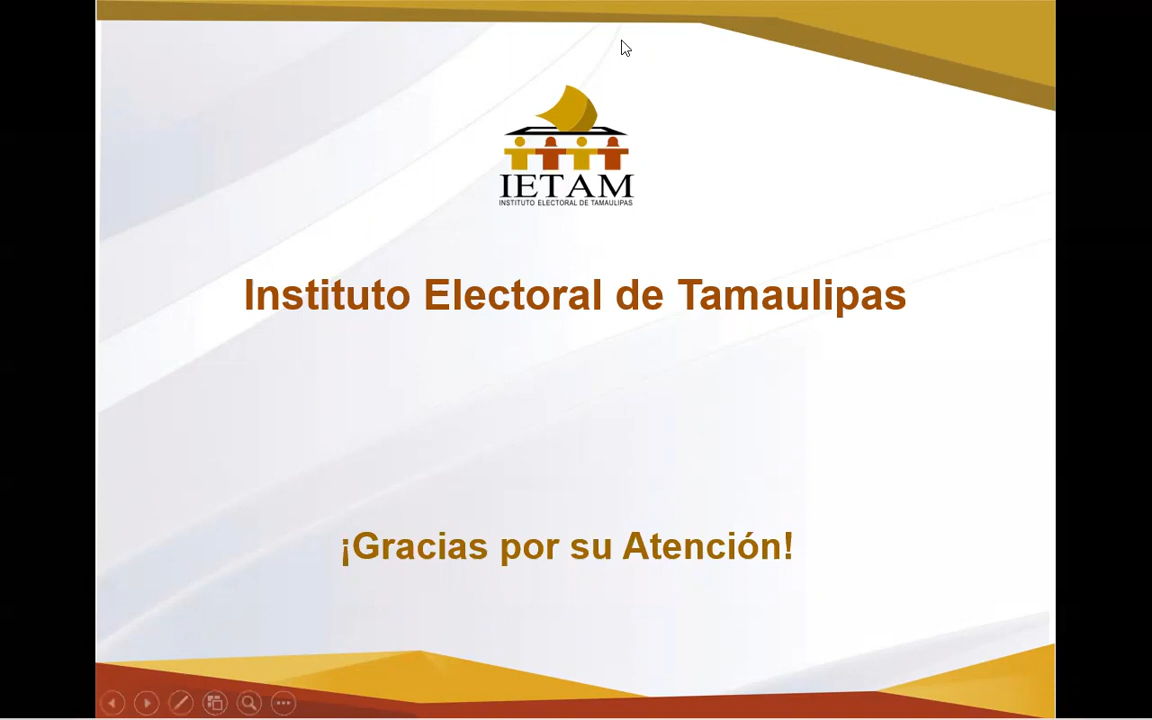 IETAM
INSTITUTO ELECTORAL DE TAMAULIPAS
Instituto Electoral de Tamaulipas
¡Gracias por su Atención!